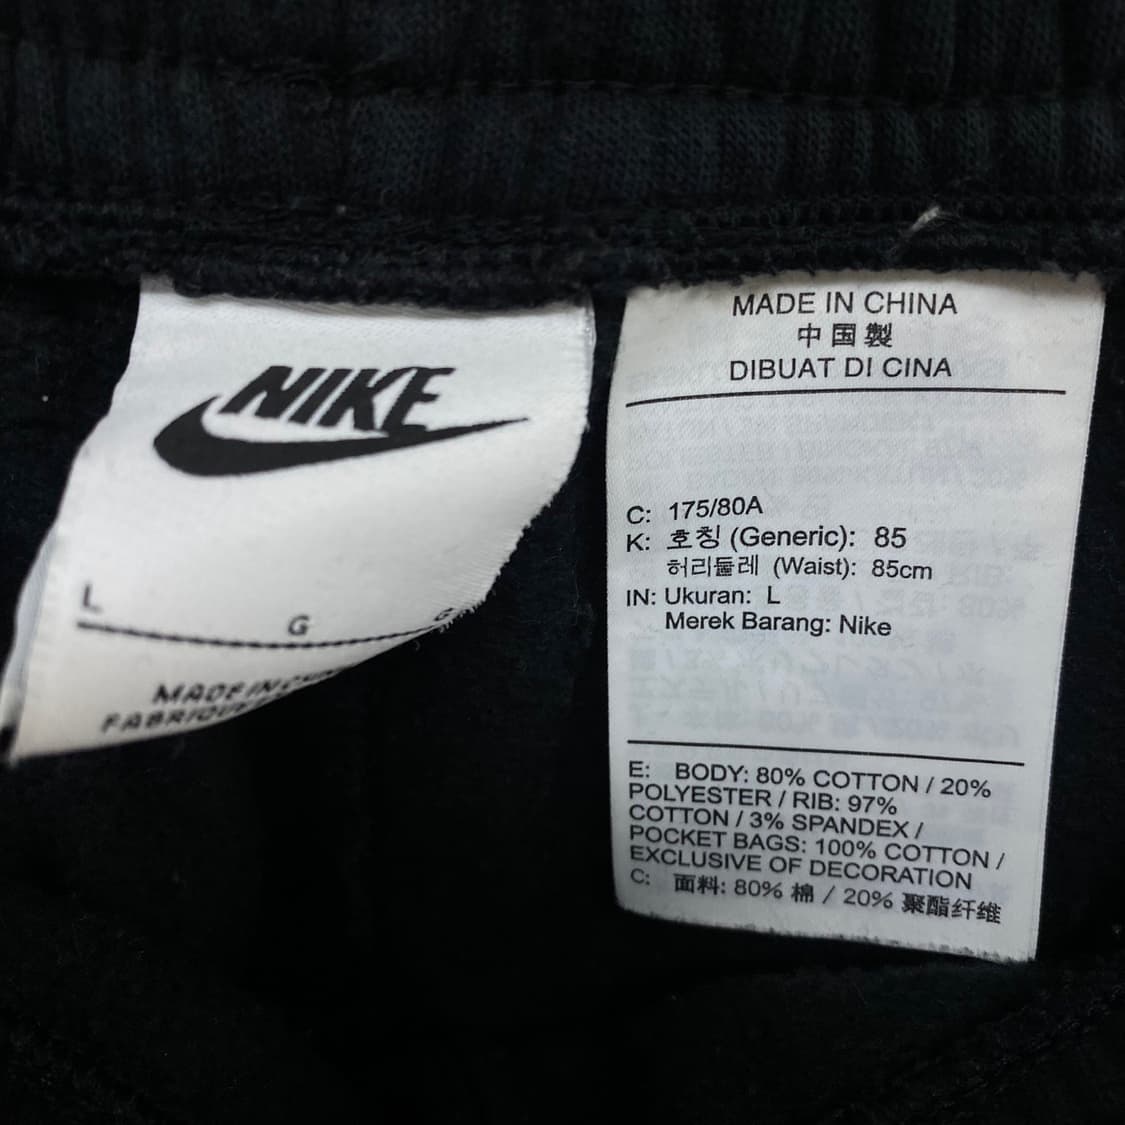 NIKE
L
G
G
MADE IN
MADE IN CHINA
中国製
DIBUAT DI CINA
C: 175/80A
K: 호칭 (Generic): 85
허리둘레 (Waist): 85cm
IN: Ukuran: L
Merek Barang: Nike
E: BODY: 80% COTTON / 20%
POLYESTER / RIB: 97%
COTTON / 3% SPANDEX /
POCKET BAGS: 100% COTTON /
EXCLUSIVE OF DECORATION
C: 面料: 80% 棉 / 20% 聚酯纤维